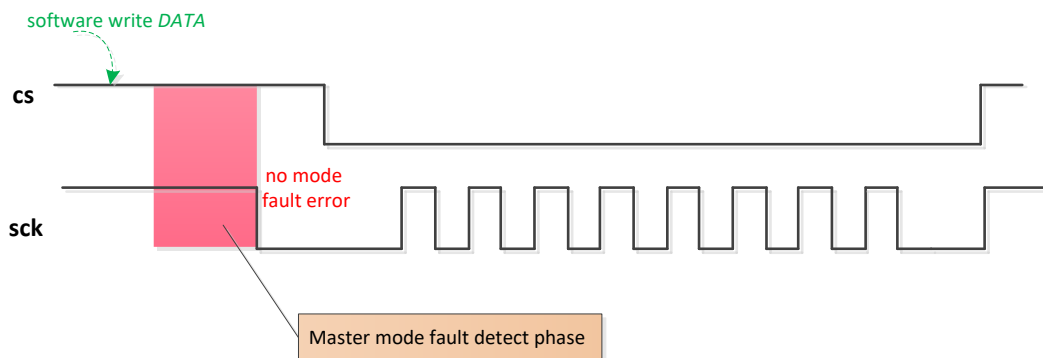 software write DATA
cs
no mode
fault error
sck
Master mode fault detect phase